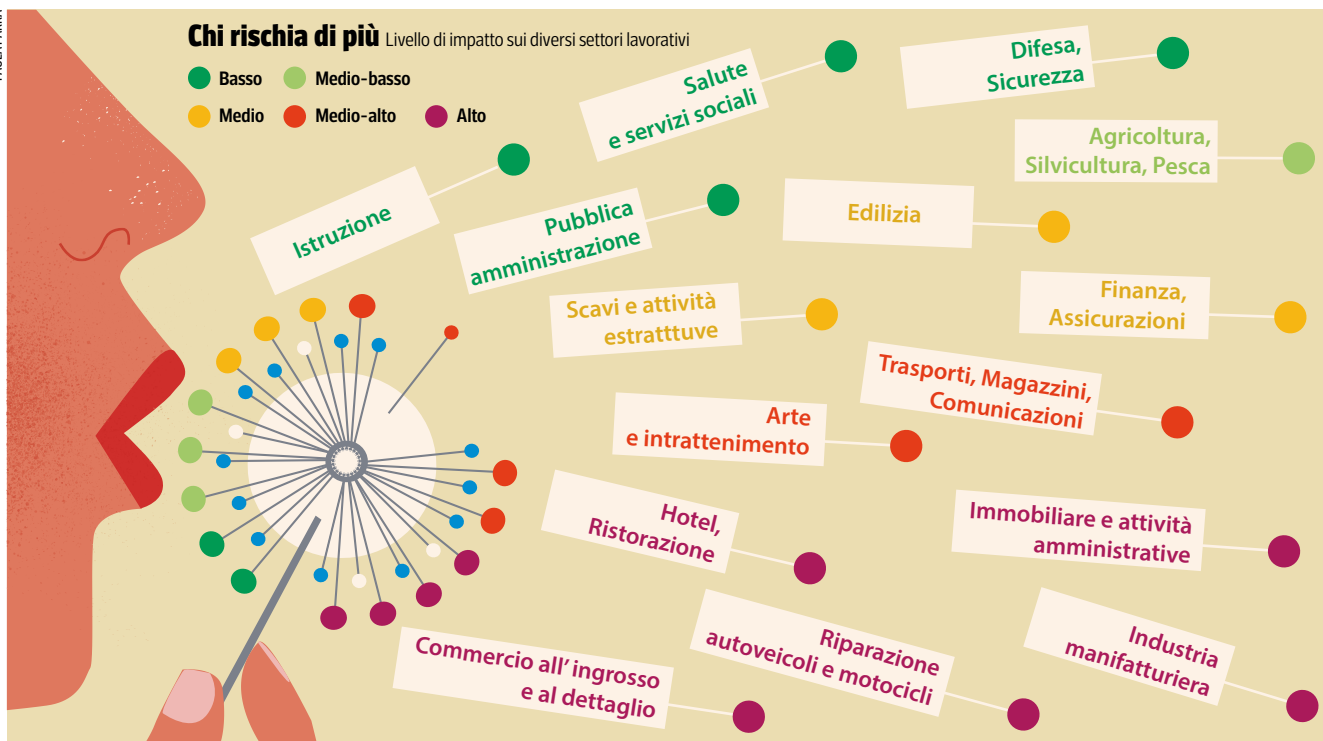 Chi rischia di più Livello di impatto sui diversi settori lavorativi
Basso
Medio-basso
Medio
Medio-alto
Alto
Salute
e servizi sociali
Difesa,
Sicurezza
Agricoltura,
Silvicultura, Pesca
Istruzione
Pubblica
amministrazione
Edilizia
Scavi e attività
estratttuve
Finanza,
Assicurazioni
Trasporti, Magazzini,
Comunicazioni
Arte
e intrattenimento
Hotel,
Ristorazione
Immobiliare e attività
amministrative
Commercio all' ingrosso
e al dettaglio
Riparazione
autoveicoli e motocicli
Industria
manifatturiera